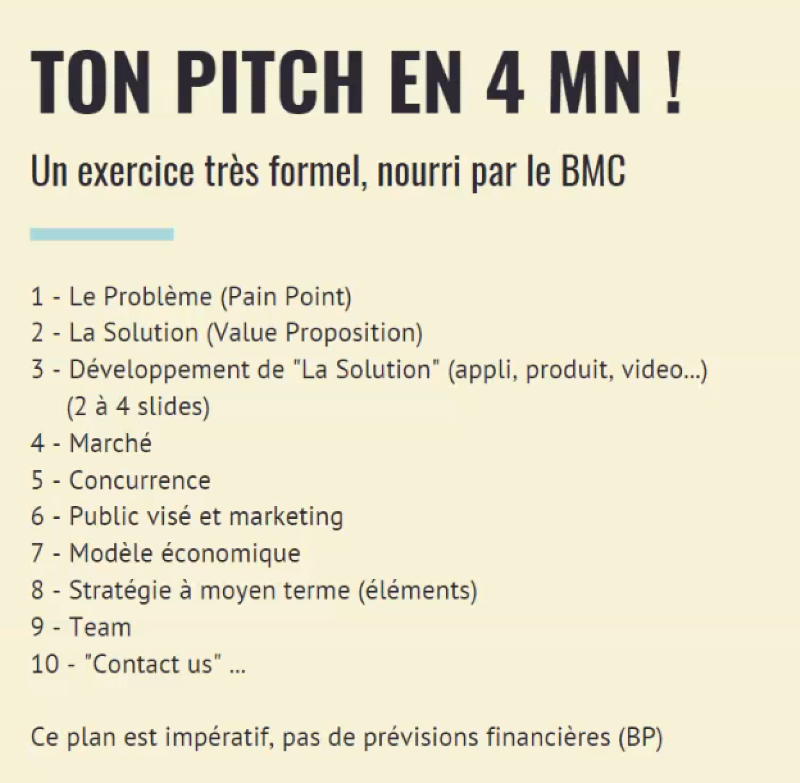 TON PITCH EN 4 MN !
Un exercice très formel, nourri par le BMC
1 - Le Problème (Pain Point)
2 - La Solution (Value Proposition)
3 - Développement de "La Solution" (appli, produit, video...)
(2 à 4 slides)
4 - Marché
5 - Concurrence
6 - Public visé et marketing
7 - Modèle économique
8 - Stratégie à moyen terme (éléments)
9 - Team
10 - "Contact us" ...
Ce plan est impératif, pas de prévisions financières (BP)